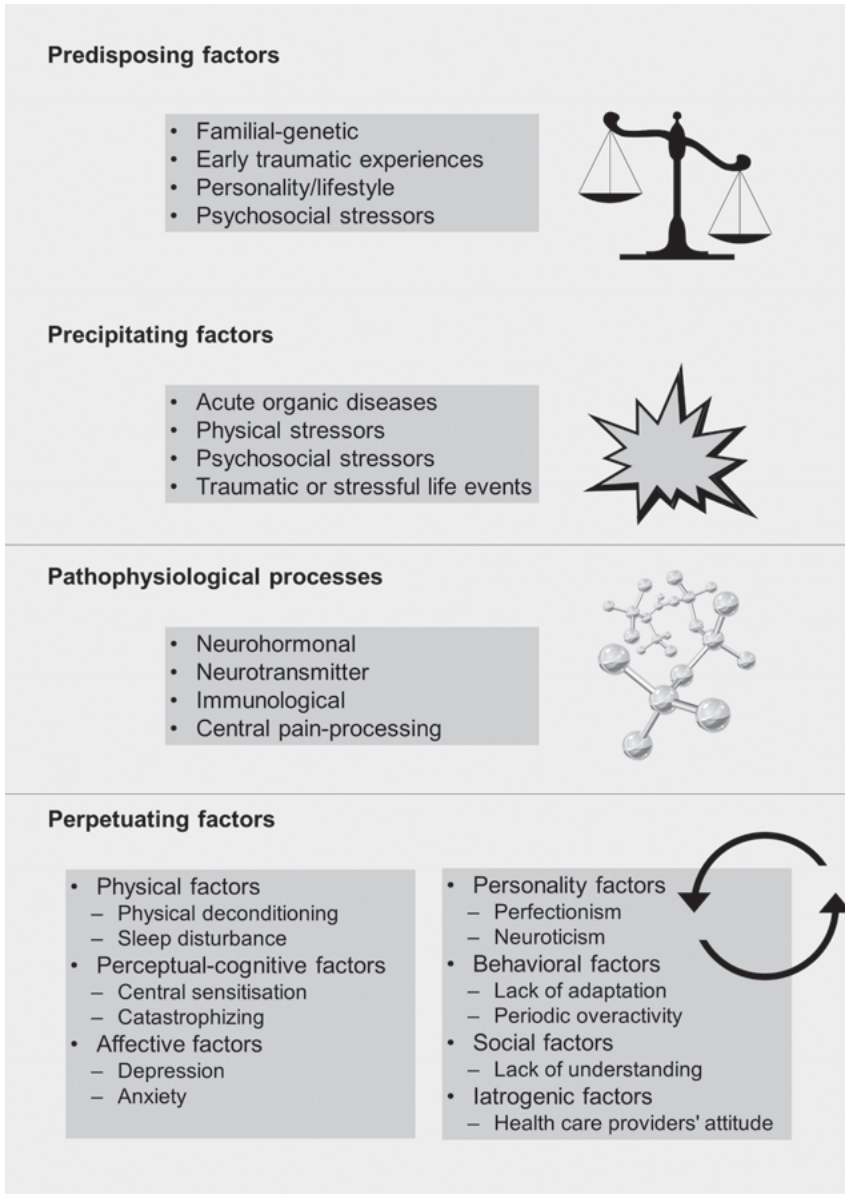 Predisposing factors
• Familial-genetic
• Early traumatic experiences
• Personality/lifestyle
• Psychosocial stressors
Precipitating factors
• Acute organic diseases
• Physical stressors
• Psychosocial stressors
• Traumatic or stressful life events
Pathophysiological processes
• Neurohormonal
• Neurotransmitter
• Immunological
• Central pain-processing
Perpetuating factors
• Physical factors
– Physical deconditioning
– Sleep disturbance
• Perceptual-cognitive factors
– Central sensitisation
– Catastrophizing
• Affective factors
– Depression
– Anxiety
• Personality factors
– Perfectionism
– Neuroticism
• Behavioral factors
– Lack of adaptation
– Periodic overactivity
• Social factors
– Lack of understanding
• Iatrogenic factors
– Health care providers' attitude